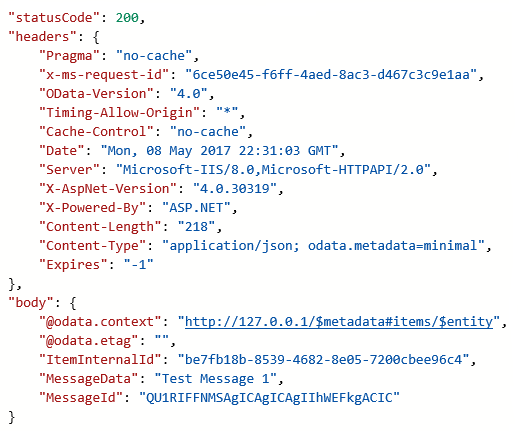 "statusCode": 200,
"headers": {
"Pragma": "no-cache",
"x-ms-request-id": "6ce50e45-f6ff-4aed-8ac3-d467c3c9e1aa",
"OData-Version": "4.0",
"Timing-Allow-Origin": "*",
"Cache-Control": "no-cache",
"Date": "Mon, 08 May 2017 22:31:03 GMT",
"Server": "Microsoft-IIS/8.0,Microsoft-HTTPAPI/2.0",
"X-AspNet-Version": "4.0.30319",
"X-Powered-By": "ASP.NET",
"Content-Length": "218",
"Content-Type": "application/json; odata.metadata=minimal",
"Expires": "-1"
},
"body": {
"@odata.context": "http://127.0.0.1/$metadata#items/$entity",
"@odata.etag": "",
"ItemInternalId": "be7fb18b-8539-4682-8e05-7200cbee96c4",
"MessageData": "Test Message 1",
"MessageId": "QU1RIFFNMSAgICAgICAgIIhWEFkgACIC"
}